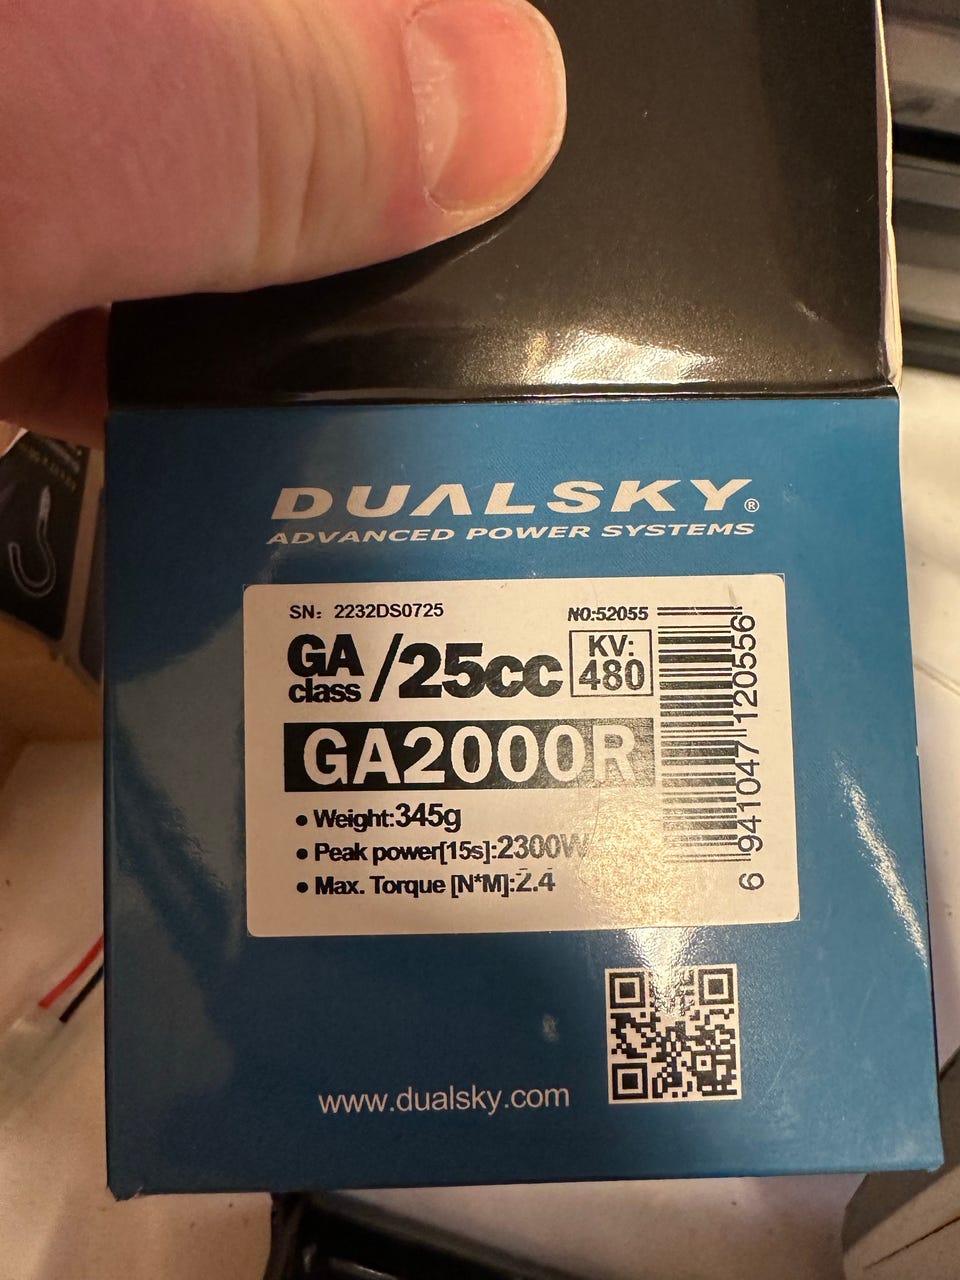 DUALSKY®
ADVANCED POWER SYSTEMS
SN: 2232DS0725
NO:52055
GA class /25cc
KV: 480
GA2000R
• Weight:345g
• Peak power[15s]:2300W
• Max. Torque [N*M]:2.4
6 941047 120556
www.dualsky.com